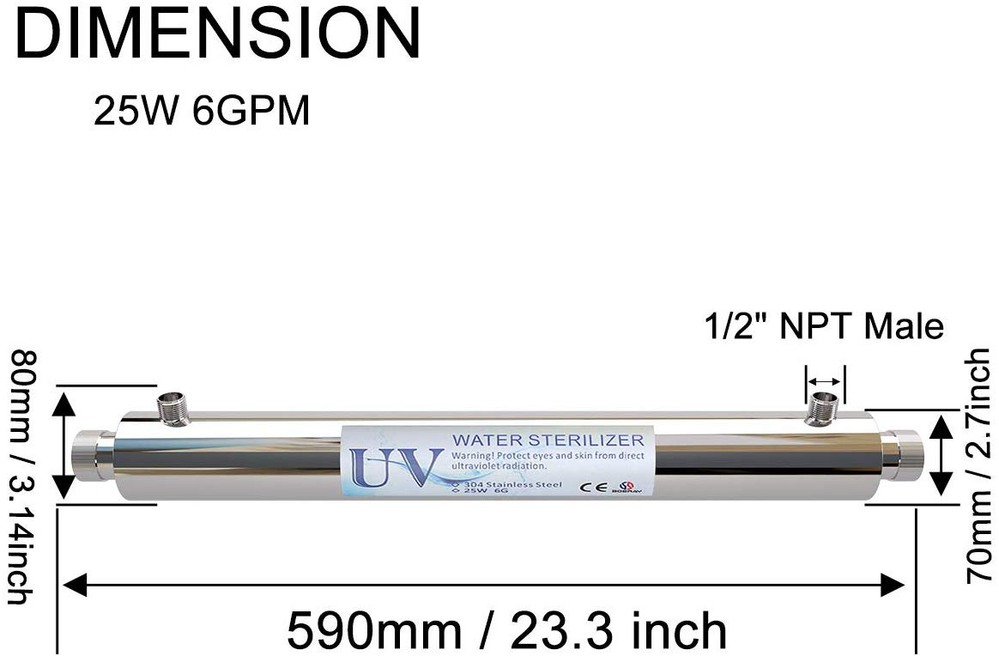 DIMENSION
25W 6GPM
1/2" NPT Male
80mm / 3.14inch
70mm / 2.7inch
UV
WATER STERILIZER
Warning! Protect eyes and skin from direct
ultraviolet radiation.
304 Stainless Steel
25W 6G
CE
590mm / 23.3 inch